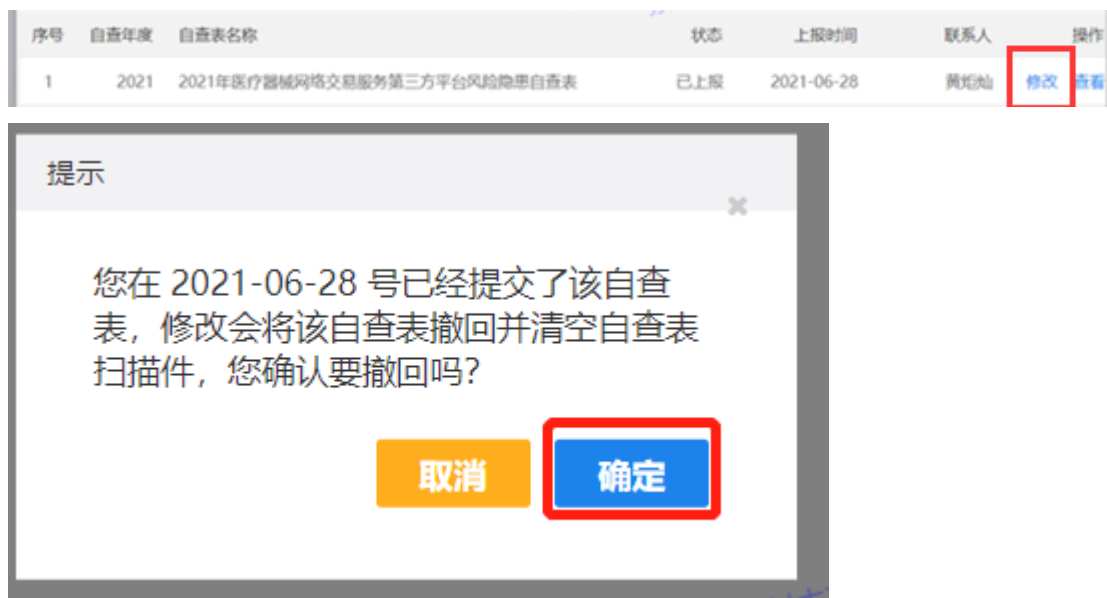 序号 自查年度 自查表名称 状态 上报时间 联系人 操作
1 2021 2021年医疗器械网络交易服务第三方平台风险隐患自查表 已上报 2021-06-28 修改 查看
提示
您在 2021-06-28 号已经提交了该自查
表，修改会将该自查表撤回并清空自查表
扫描件，您确认要撤回吗？
取消 确定